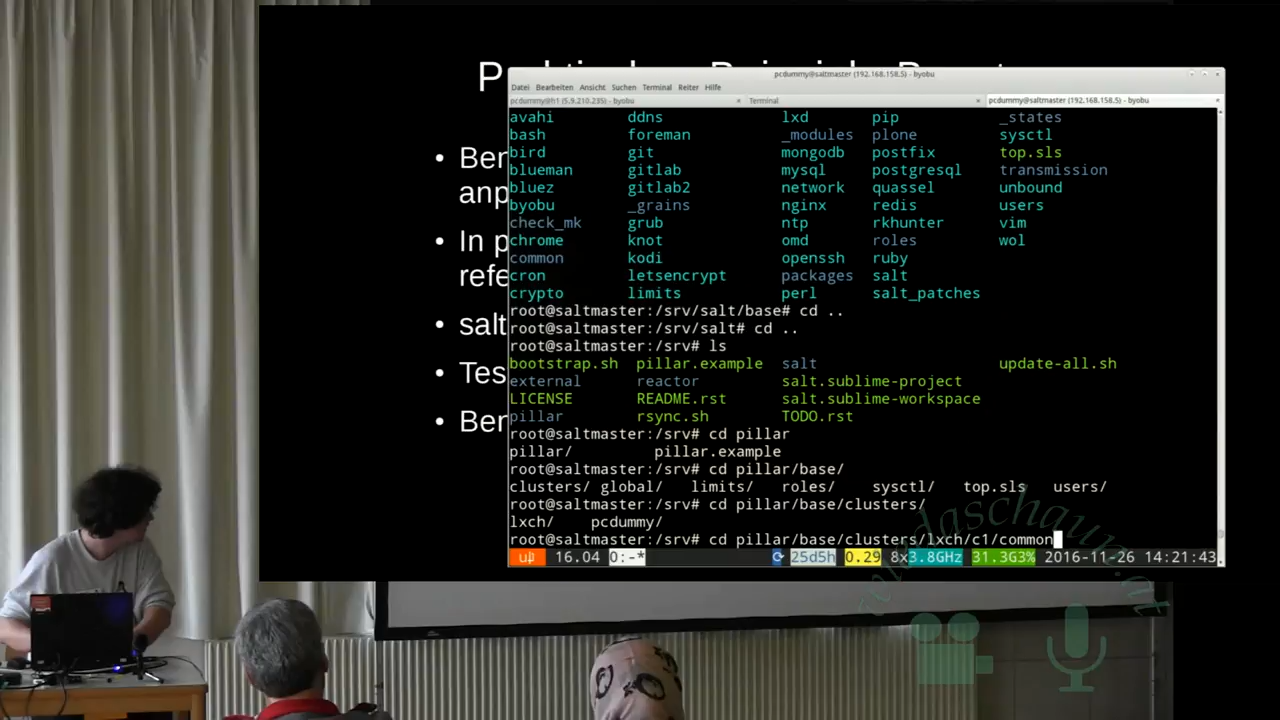 pcdummy@saltmaster (192.168.158.5) - byobu
Datei Bearbeiten Ansicht Suchen Terminal Reiter Hilfe
pcdummy@h1 (5.9.210.235) - byobu × Terminal × pcdummy@saltmaster (192.168.158.5) - byobu ×
• Ber
anp
• In p
refe
• salt
• Tes
• Ber
avahi ddns lxd pip _states
bash foreman _modules plone sysctl
bird git mongodb postfix top.sls
blueman gitlab mysql postgresql transmission
bluez gitlab2 network quassel unbound
byobu _grains nginx redis users
check_mk grub ntp rkhunter vim
chrome knot omd roles wol
common kodi openssh ruby
cron letsencrypt packages salt
crypto limits perl salt_patches
root@saltmaster:/srv/salt/base# cd ..
root@saltmaster:/srv/salt# cd ..
root@saltmaster:/srv# ls
bootstrap.sh pillar.example salt update-all.sh
external reactor salt.sublime-project
LICENSE README.rst salt.sublime-workspace
pillar rsync.sh TODO.rst
root@saltmaster:/srv# cd pillar
pillar/ pillar.example
root@saltmaster:/srv# cd pillar/base/
clusters/ global/ limits/ roles/ sysctl/ top.sls users/
root@saltmaster:/srv# cd pillar/base/clusters/
lxch/ pcdummy/
root@saltmaster:/srv# cd pillar/base/clusters/lxch/c1/common
16.04 0:-* 25d5h 0.29 8x3.8GHz 31.3G3% 2016-11-26 14:21:43